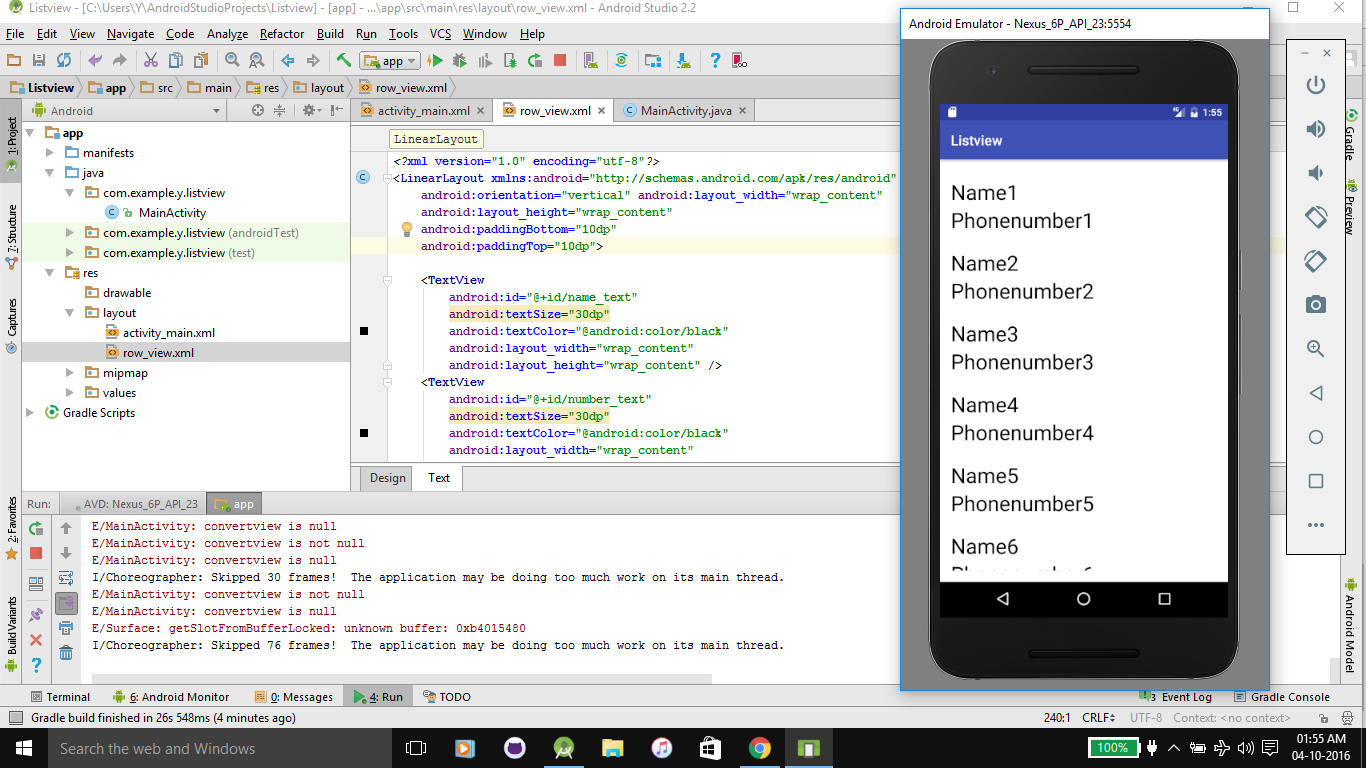 Listview - [C:\Users\Y\AndroidStudioProjects\Listview] - [app] - ...\app\src\main\res\layout\row_view.xml - Android Studio 2.2
File Edit View Navigate Code Analyze Refactor Build Run Tools VCS Window Help
app
Listview app src main res layout row_view.xml
Android
activity_main.xml row_view.xml MainActivity.java
1: Project
7: Structure
Captures
2: Favorites
Build Variants
app
manifests
java
com.example.y.listview
MainActivity
com.example.y.listview (androidTest)
com.example.y.listview (test)
res
drawable
layout
activity_main.xml
row_view.xml
mipmap
values
Gradle Scripts
LinearLayout
<?xml version="1.0" encoding="utf-8"?>
<LinearLayout xmlns:android="http://schemas.android.com/apk/res/android"
android:orientation="vertical" android:layout_width="wrap_content"
android:layout_height="wrap_content"
android:paddingBottom="10dp"
android:paddingTop="10dp">
<TextView
android:id="@+id/name_text"
android:textSize="30dp"
android:textColor="@android:color/black"
android:layout_width="wrap_content"
android:layout_height="wrap_content" />
<TextView
android:id="@+id/number_text"
android:textSize="30dp"
android:textColor="@android:color/black"
android:layout_width="wrap_content"
Design Text
Android Emulator - Nexus_6P_API_23:5554
1:55
Listview
Name1
Phonenumber1
Name2
Phonenumber2
Name3
Phonenumber3
Name4
Phonenumber4
Name5
Phonenumber5
Name6
Phonenumber6
Gradle
Preview
Android Model
Run: AVD: Nexus_6P_API_23 app
E/MainActivity: convertview is null
E/MainActivity: convertview is not null
E/MainActivity: convertview is null
I/Choreographer: Skipped 30 frames! The application may be doing too much work on its main thread.
E/MainActivity: convertview is not null
E/MainActivity: convertview is null
E/Surface: getSlotFromBufferLocked: unknown buffer: 0xb4015480
I/Choreographer: Skipped 76 frames! The application may be doing too much work on its main thread.
Terminal 6: Android Monitor 0: Messages 4: Run TODO 3 Event Log Gradle Console
Gradle build finished in 26s 548ms (4 minutes ago) 240:1 CRLF UTF-8 Context: <no context>
Search the web and Windows 100% 01:55 AM
04-10-2016